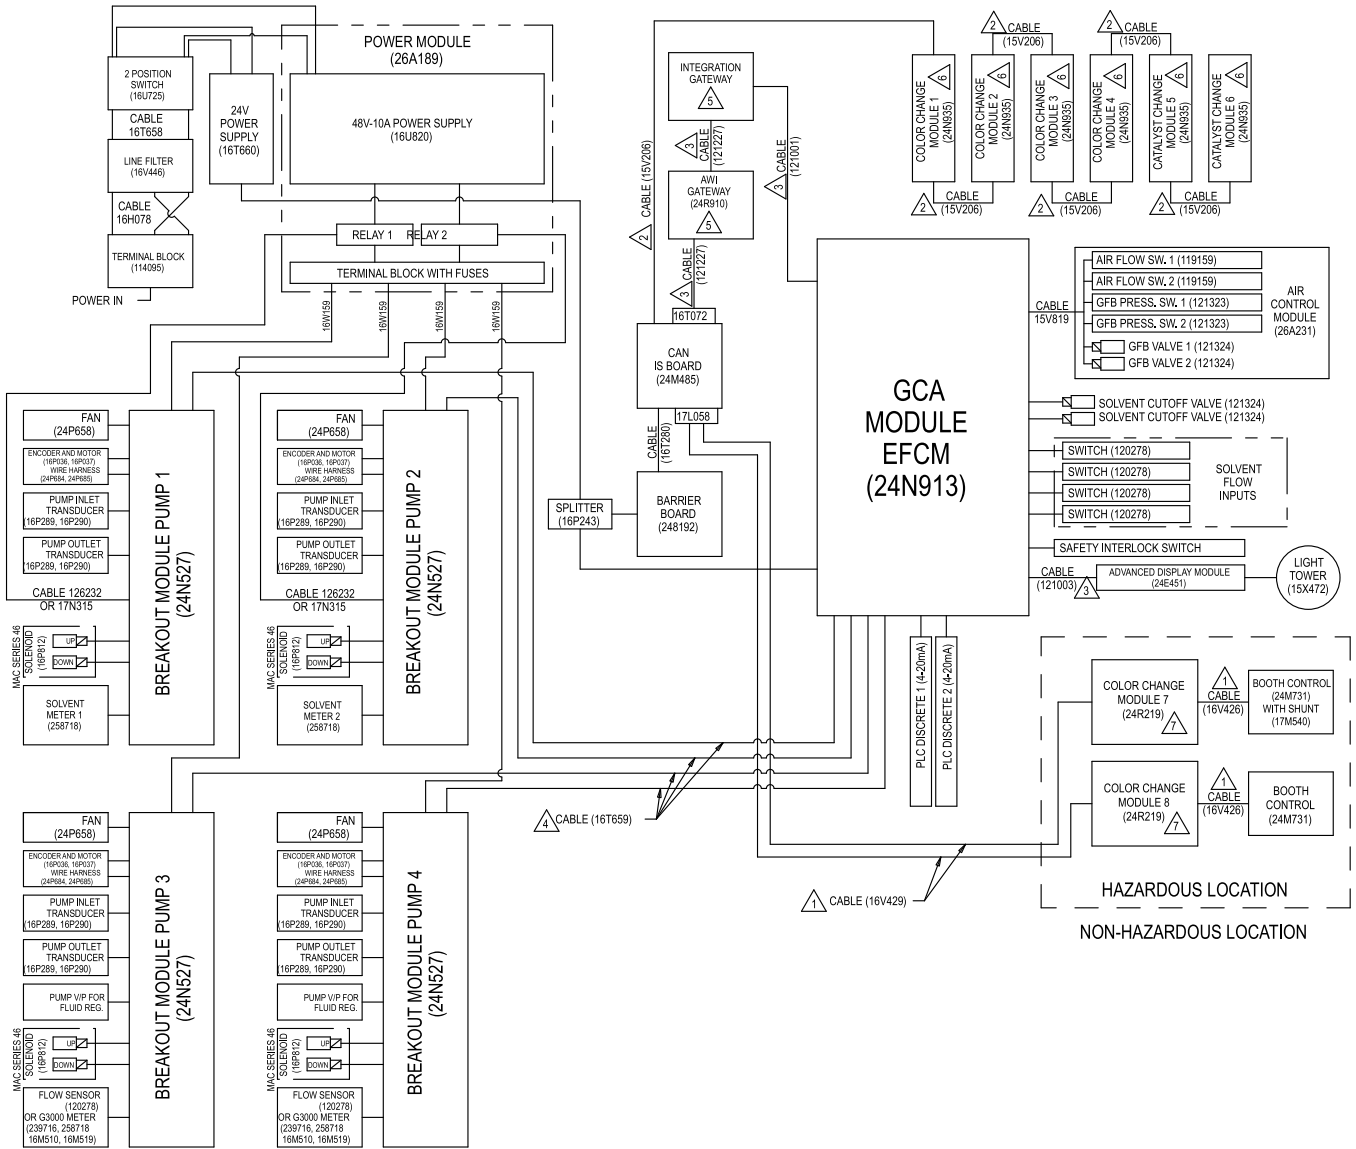 POWER MODULE
(26A189)
2 POSITION
SWITCH
(16U725)
CABLE
16T658
LINE FILTER
(16V446)
CABLE
16H078
TERMINAL BLOCK
(114095)
POWER IN
24V
POWER
SUPPLY
(16T660)
48V-10A POWER SUPPLY
(16U820)
RELAY 1
RELAY 2
TERMINAL BLOCK WITH FUSES
16W159
16W159
16W159
16W159
INTEGRATION
GATEWAY
5
3
CABLE
(121227)
AWI
GATEWAY
(24R910)
5
3
CABLE
(121227)
3
CABLE
(121001)
2
CABLE (15V206)
16T072
CAN
IS BOARD
(24M485)
17L058
CABLE
(16T280)
BARRIER
BOARD
(248192)
SPLITTER
(16P243)
2
CABLE
(15V206)
2
CABLE
(15V206)
COLOR CHANGE
MODULE 1
(24N935)
6
COLOR CHANGE
MODULE 2
(24N935)
6
COLOR CHANGE
MODULE 3
(24N935)
6
COLOR CHANGE
MODULE 4
(24N935)
6
CATALYST CHANGE
MODULE 5
(24N935)
6
CATALYST CHANGE
MODULE 6
(24N935)
6
2
CABLE
(15V206)
2
CABLE
(15V206)
2
CABLE
(15V206)
GCA
MODULE
EFCM
(24N913)
CABLE
15V819
AIR FLOW SW. 1 (119159)
AIR FLOW SW. 2 (119159)
GFB PRESS. SW. 1 (121323)
GFB PRESS. SW. 2 (121323)
GFB VALVE 1 (121324)
GFB VALVE 2 (121324)
AIR
CONTROL
MODULE
(26A231)
SOLVENT CUTOFF VALVE (121324)
SOLVENT CUTOFF VALVE (121324)
SWITCH (120278)
SWITCH (120278)
SWITCH (120278)
SWITCH (120278)
SOLVENT
FLOW
INPUTS
SAFETY INTERLOCK SWITCH
CABLE
(121003)
3
ADVANCED DISPLAY MODULE
(24E451)
LIGHT
TOWER
(15X472)
PLC DISCRETE 1 (4-20mA)
PLC DISCRETE 2 (4-20mA)
COLOR CHANGE
MODULE 7
(24R219)
7
1
CABLE
(16V426)
BOOTH CONTROL
(24M731)
WITH SHUNT
(17M540)
COLOR CHANGE
MODULE 8
(24R219)
7
1
CABLE
(16V426)
BOOTH
CONTROL
(24M731)
HAZARDOUS LOCATION
NON-HAZARDOUS LOCATION
4
CABLE (16T659)
1
CABLE (16V429)
FAN
(24P658)
ENCODER AND MOTOR
(16P036, 16P037)
WIRE HARNESS
(24P684, 24P685)
PUMP INLET
TRANSDUCER
(16P289, 16P290)
PUMP OUTLET
TRANSDUCER
(16P289, 16P290)
CABLE 126232
OR 17N315
MAC SERIES 46
SOLENOID
(16P812)
UP
DOWN
SOLVENT
METER 1
(258718)
BREAKOUT MODULE PUMP 1
(24N527)
FAN
(24P658)
ENCODER AND MOTOR
(16P036, 16P037)
WIRE HARNESS
(24P684, 24P685)
PUMP INLET
TRANSDUCER
(16P289, 16P290)
PUMP OUTLET
TRANSDUCER
(16P289, 16P290)
CABLE 126232
OR 17N315
MAC SERIES 46
SOLENOID
(16P812)
UP
DOWN
SOLVENT
METER 2
(258718)
BREAKOUT MODULE PUMP 2
(24N527)
FAN
(24P658)
ENCODER AND MOTOR
(16P036, 16P037)
WIRE HARNESS
(24P684, 24P685)
PUMP INLET
TRANSDUCER
(16P289, 16P290)
PUMP OUTLET
TRANSDUCER
(16P289, 16P290)
PUMP V/P FOR
FLUID REG.
MAC SERIES 46
SOLENOID
(16P812)
UP
DOWN
FLOW SENSOR
(120278)
OR G3000 METER
(239716, 258718
16M510, 16M519)
BREAKOUT MODULE PUMP 3
(24N527)
FAN
(24P658)
ENCODER AND MOTOR
(16P036, 16P037)
WIRE HARNESS
(24P684, 24P685)
PUMP INLET
TRANSDUCER
(16P289, 16P290)
PUMP OUTLET
TRANSDUCER
(16P289, 16P290)
PUMP V/P FOR
FLUID REG.
MAC SERIES 46
SOLENOID
(16P812)
UP
DOWN
FLOW SENSOR
(120278)
OR G3000 METER
(239716, 258718
16M510, 16M519)
BREAKOUT MODULE PUMP 4
(24N527)